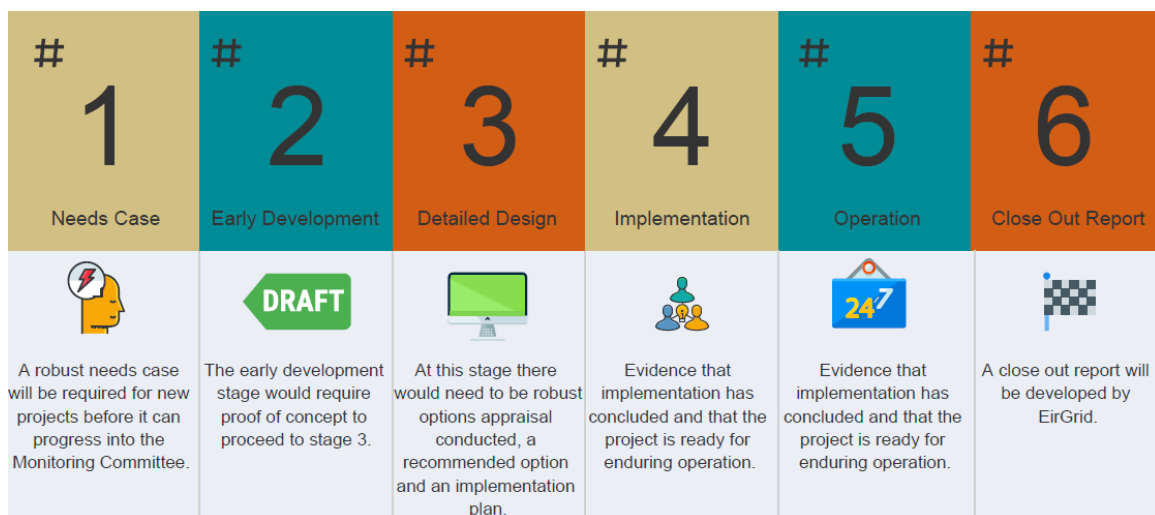 #
1
Needs Case
A robust needs case
will be required for new
projects before it can
progress into the
Monitoring Committee.
#
2
Early Development
DRAFT
The early development
stage would require
proof of concept to
proceed to stage 3.
#
3
Detailed Design
At this stage there
would need to be robust
options appraisal
conducted, a
recommended option
and an implementation
plan.
#
4
Implementation
Evidence that
implementation has
concluded and that the
project is ready for
enduring operation.
#
5
Operation
24/7
Evidence that
implementation has
concluded and that the
project is ready for
enduring operation.
#
6
Close Out Report
A close out report will
be developed by
EirGrid.